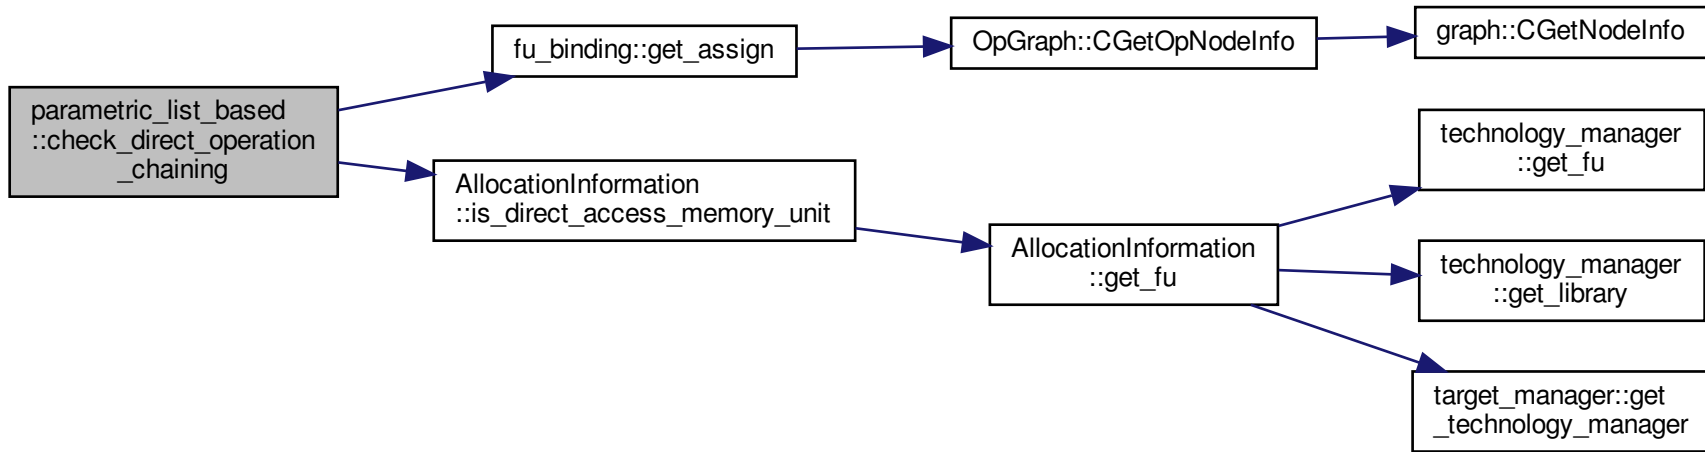 parametric_list_based
::check_direct_operation
_chaining
fu_binding::get_assign
OpGraph::CGetOpNodeInfo
graph::CGetNodeInfo
AllocationInformation
::is_direct_access_memory_unit
AllocationInformation
::get_fu
technology_manager
::get_fu
technology_manager
::get_library
target_manager::get
_technology_manager